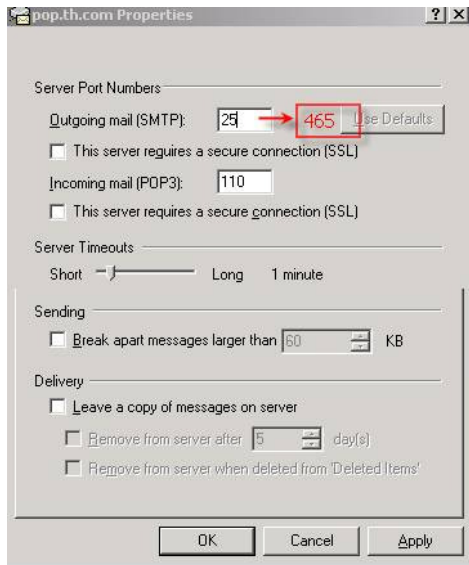 pop.th.com Properties
Server Port Numbers
Outgoing mail (SMTP): 25 465 Use Defaults
This server requires a secure connection (SSL)
Incoming mail (POP3): 110
This server requires a secure connection (SSL)
Server Timeouts
Short Long 1 minute
Sending
Break apart messages larger than 60 KB
Delivery
Leave a copy of messages on server
Remove from server after 5 day(s)
Remove from server when deleted from 'Deleted Items'
OK Cancel Apply